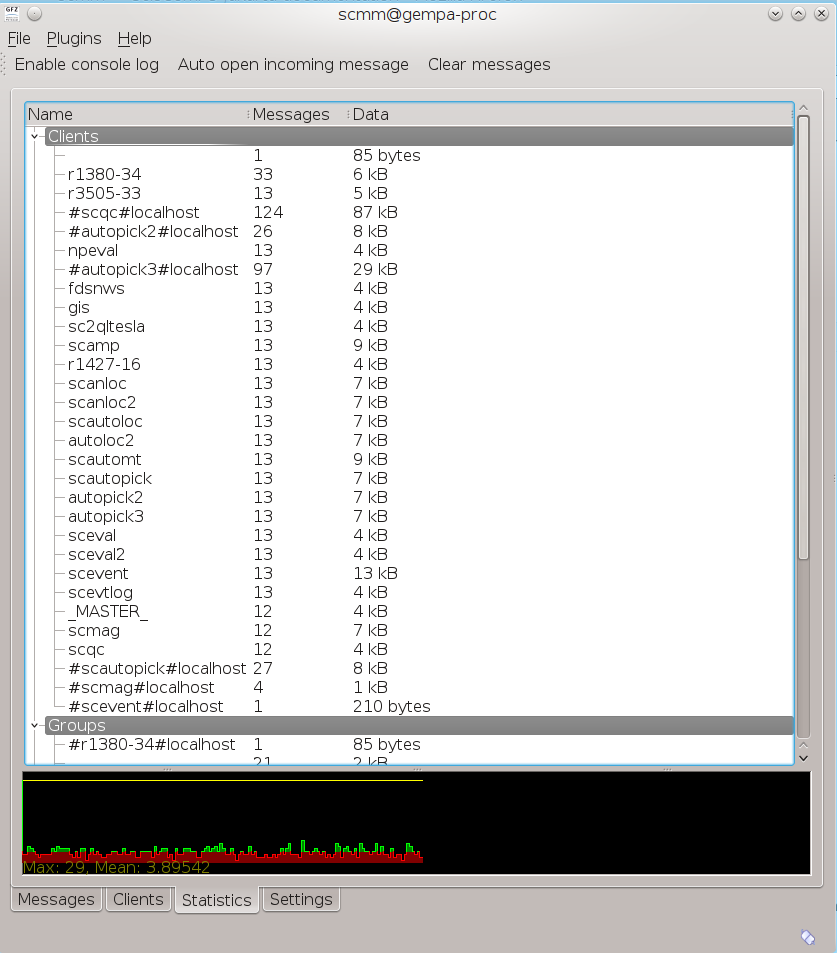 GFZ
scmm@gempa-proc
File Plugins Help
Enable console log Auto open incoming message Clear messages
Name Messages Data
Clients
1 85 bytes
r1380-34 33 6 kB
r3505-33 13 5 kB
#scqc#localhost 124 87 kB
#autopick2#localhost 26 8 kB
npeval 13 4 kB
#autopick3#localhost 97 29 kB
fdsnws 13 4 kB
gis 13 4 kB
sc2qltesla 13 4 kB
scamp 13 9 kB
r1427-16 13 4 kB
scanloc 13 7 kB
scanloc2 13 7 kB
scautoloc 13 7 kB
autoloc2 13 7 kB
scautomt 13 9 kB
scautopick 13 7 kB
autopick2 13 7 kB
autopick3 13 7 kB
sceval 13 4 kB
sceval2 13 4 kB
scevent 13 13 kB
scevtlog 13 4 kB
_MASTER_ 12 4 kB
scmag 12 7 kB
scqc 12 4 kB
#scautopick#localhost 27 8 kB
#scmag#localhost 4 1 kB
#scevent#localhost 1 210 bytes
Groups
#r1380-34#localhost 1 85 bytes
21 2 kB
Max: 29, Mean: 3.89542
Messages Clients Statistics Settings